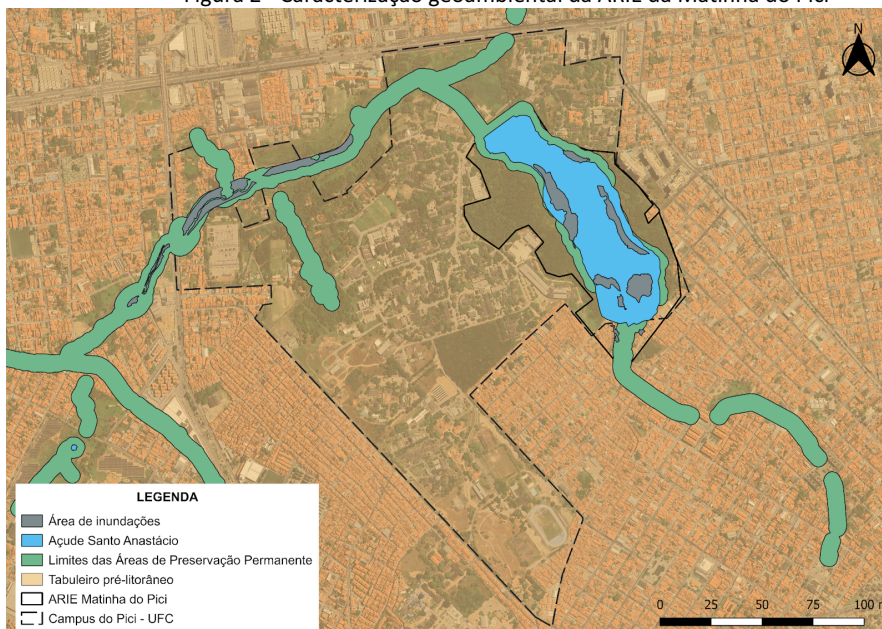 Figura 2 - Caracterização geoambiental da ARIE da Matinha do Pici
N
LEGENDA
Área de inundações
Açude Santo Anastácio
Limites das Áreas de Preservação Permanente
Tabuleiro pré-litorâneo
ARIE Matinha do Pici
Campus do Pici - UFC
0 25 50 75 100